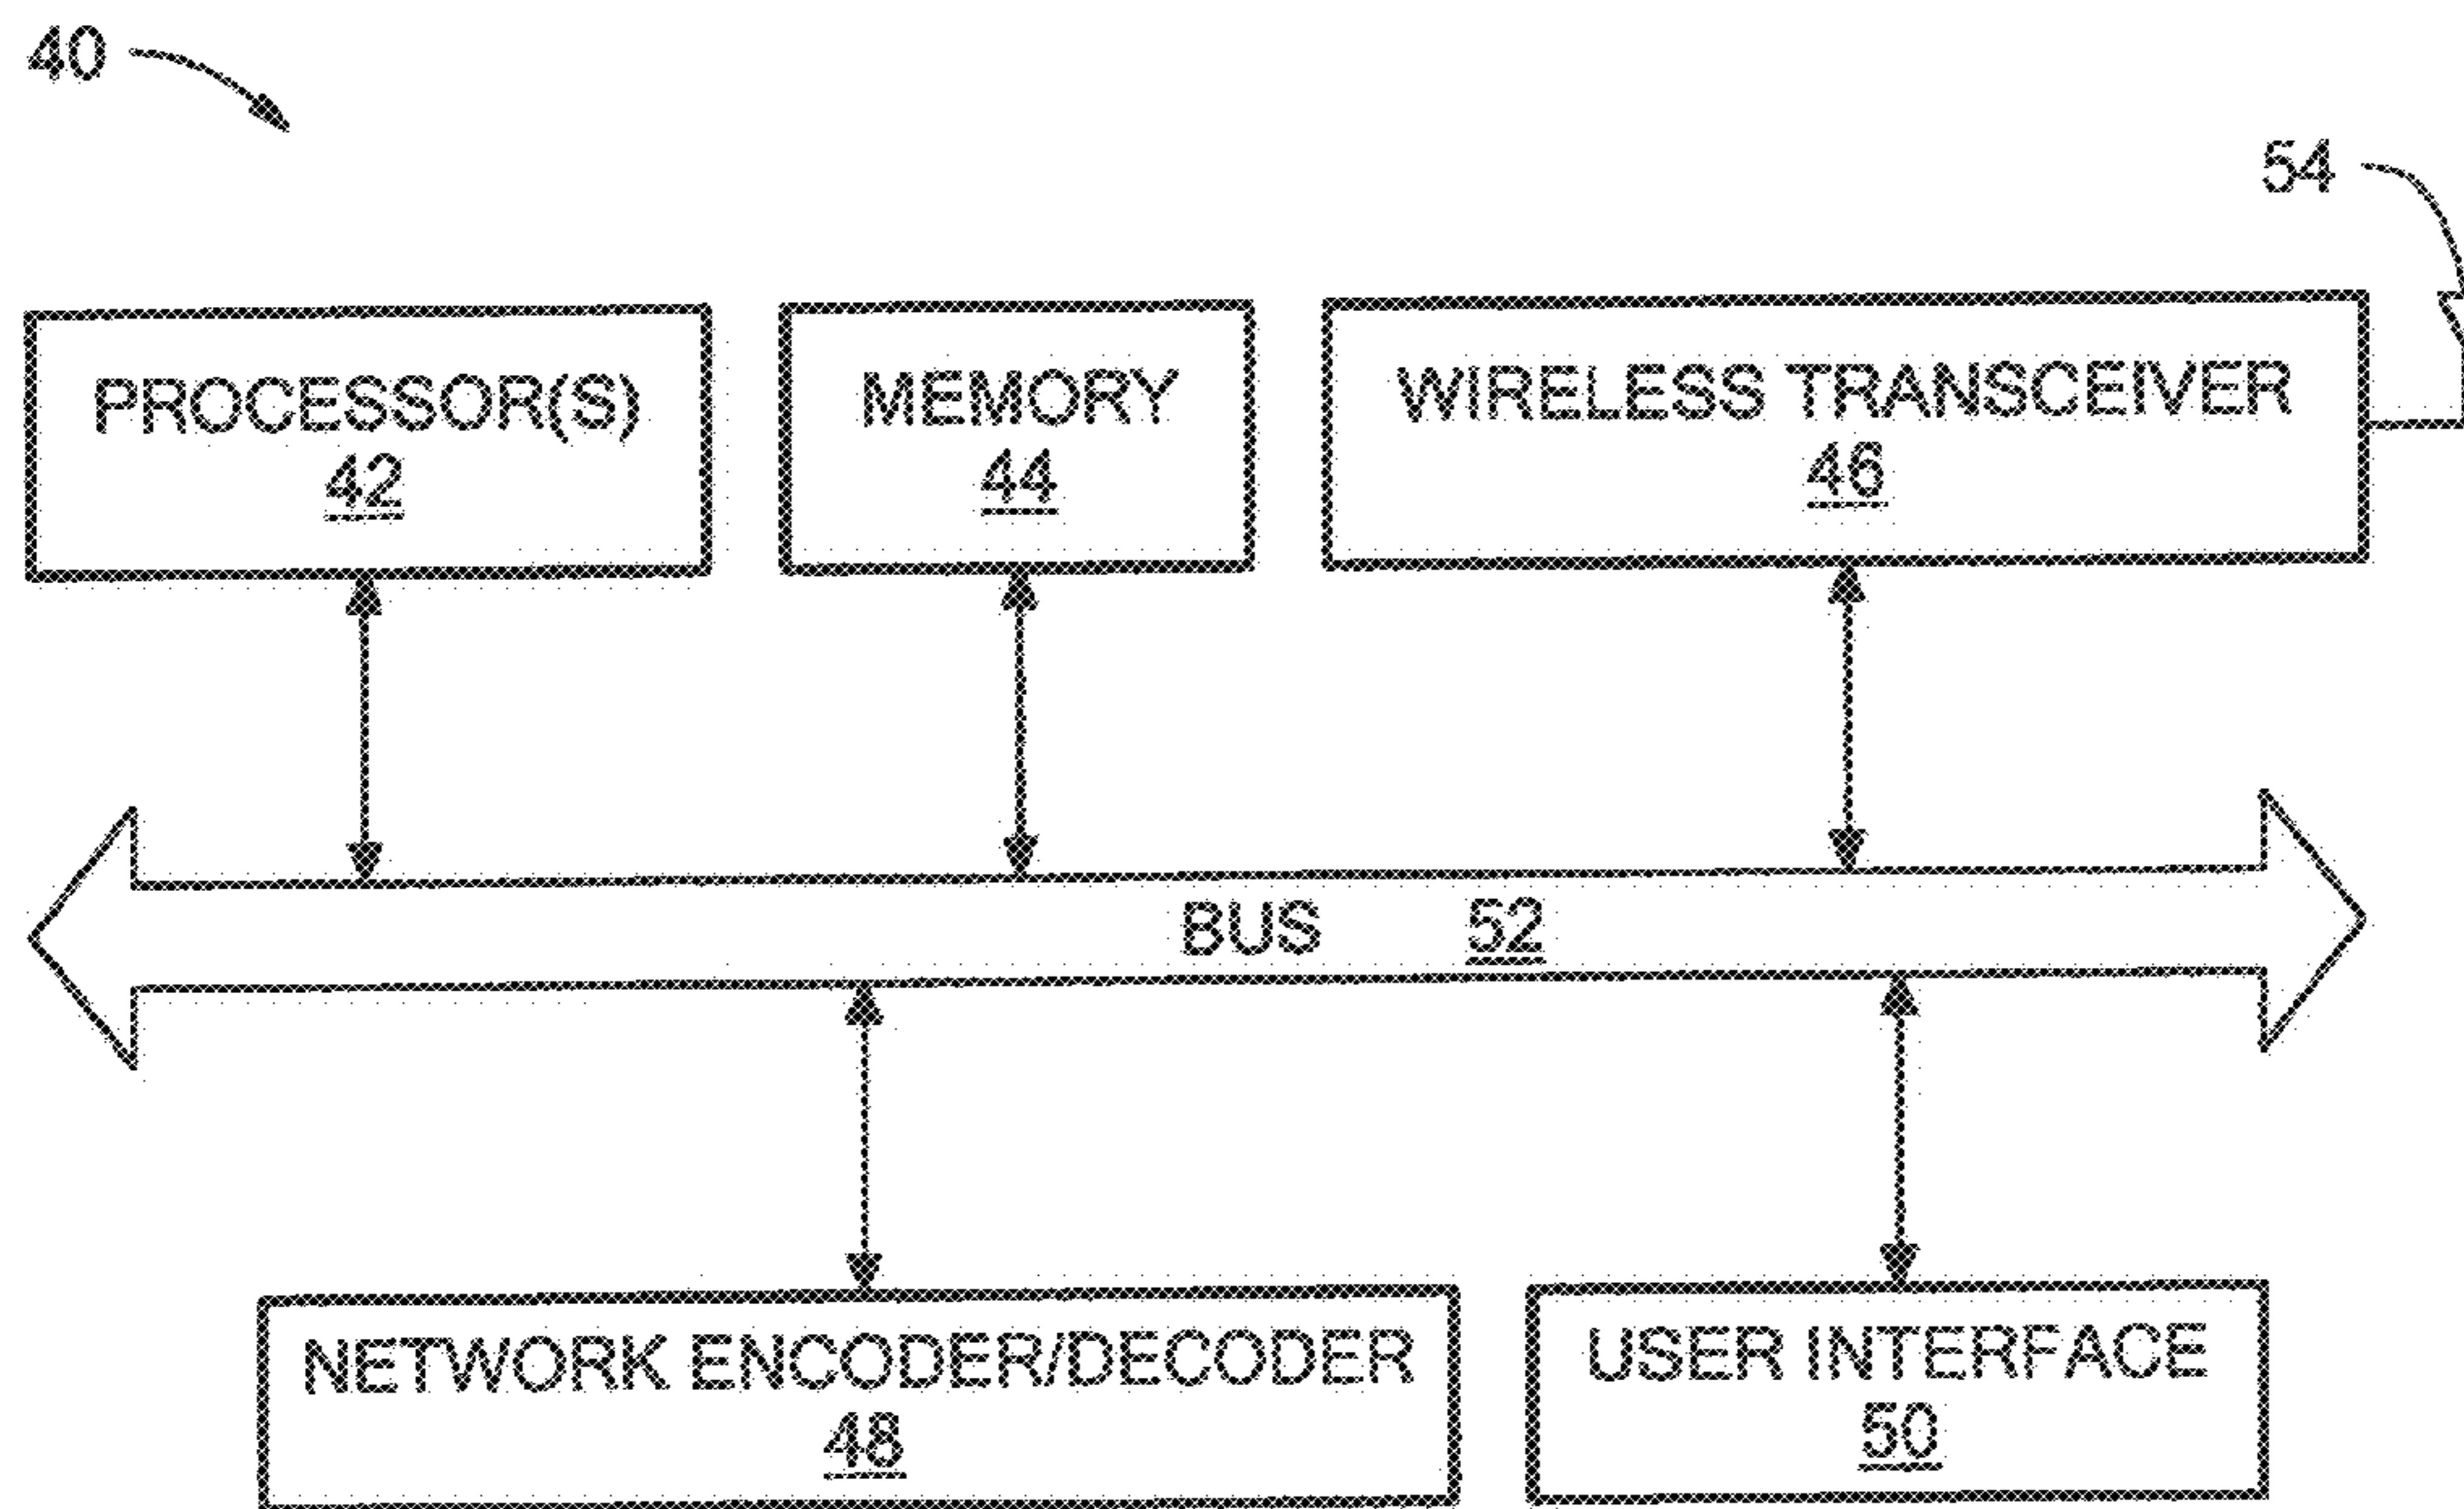 40
54
PROCESSOR(S)
42
MEMORY
44
WIRELESS TRANSCEIVER
46
BUS 52
NETWORK ENCODER/DECODER
48
USER INTERFACE
50